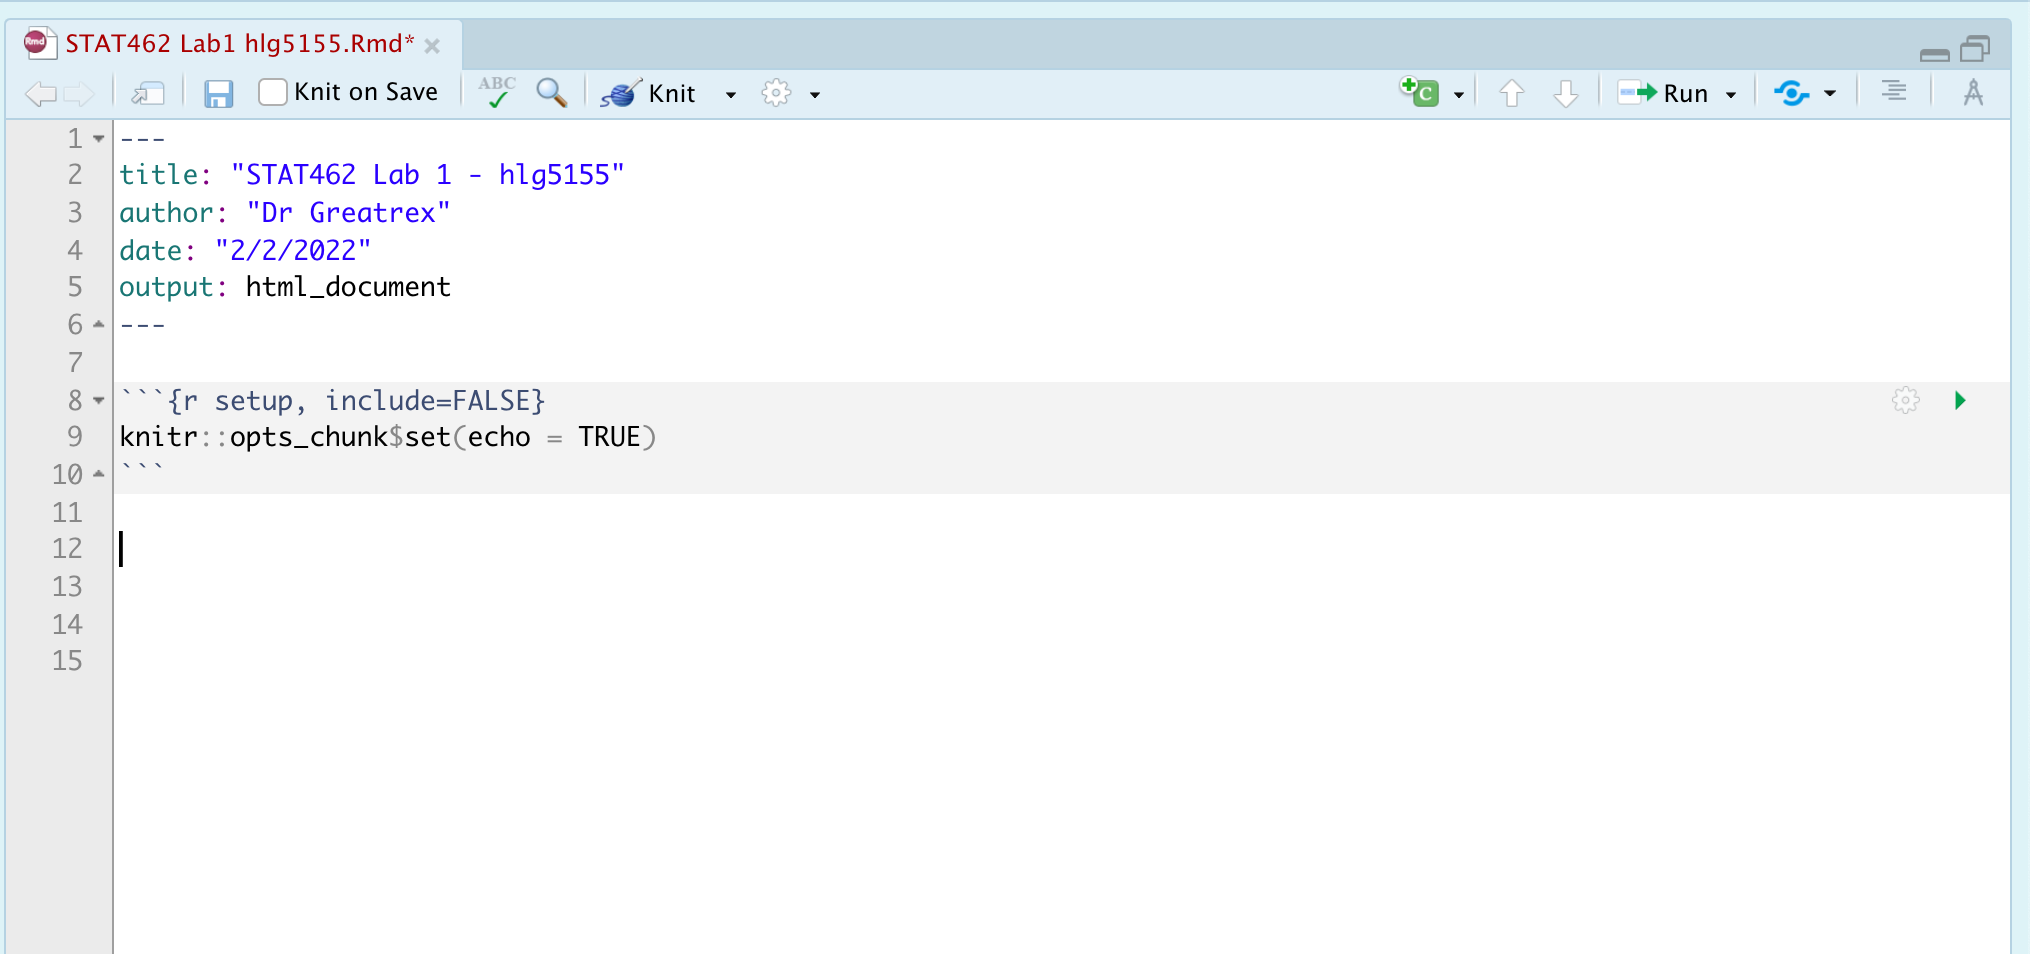 Rmd STAT462 Lab1 hlg5155.Rmd*
Knit on Save ABC Knit C Run
1 ---
2 title: "STAT462 Lab 1 - hlg5155"
3 author: "Dr Greatrex"
4 date: "2/2/2022"
5 output: html_document
6 ---
7
8 ```{r setup, include=FALSE}
9 knitr::opts_chunk$set(echo = TRUE)
10 ```
11
12
13
14
15